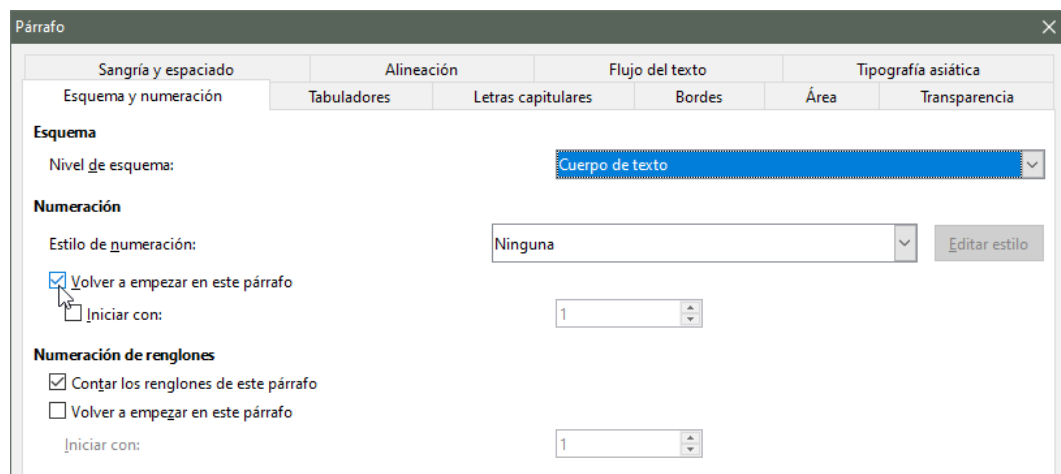 Párrafo
Sangría y espaciado Alineación Flujo del texto Tipografía asiática
Esquema y numeración Tabuladores Letras capitulares Bordes Área Transparencia
Esquema
Nivel de esquema: Cuerpo de texto
Numeración
Estilo de numeración: Ninguna Editar estilo
Volver a empezar en este párrafo
Iniciar con: 1
Numeración de renglones
Contar los renglones de este párrafo
Volver a empezar en este párrafo
Iniciar con: 1